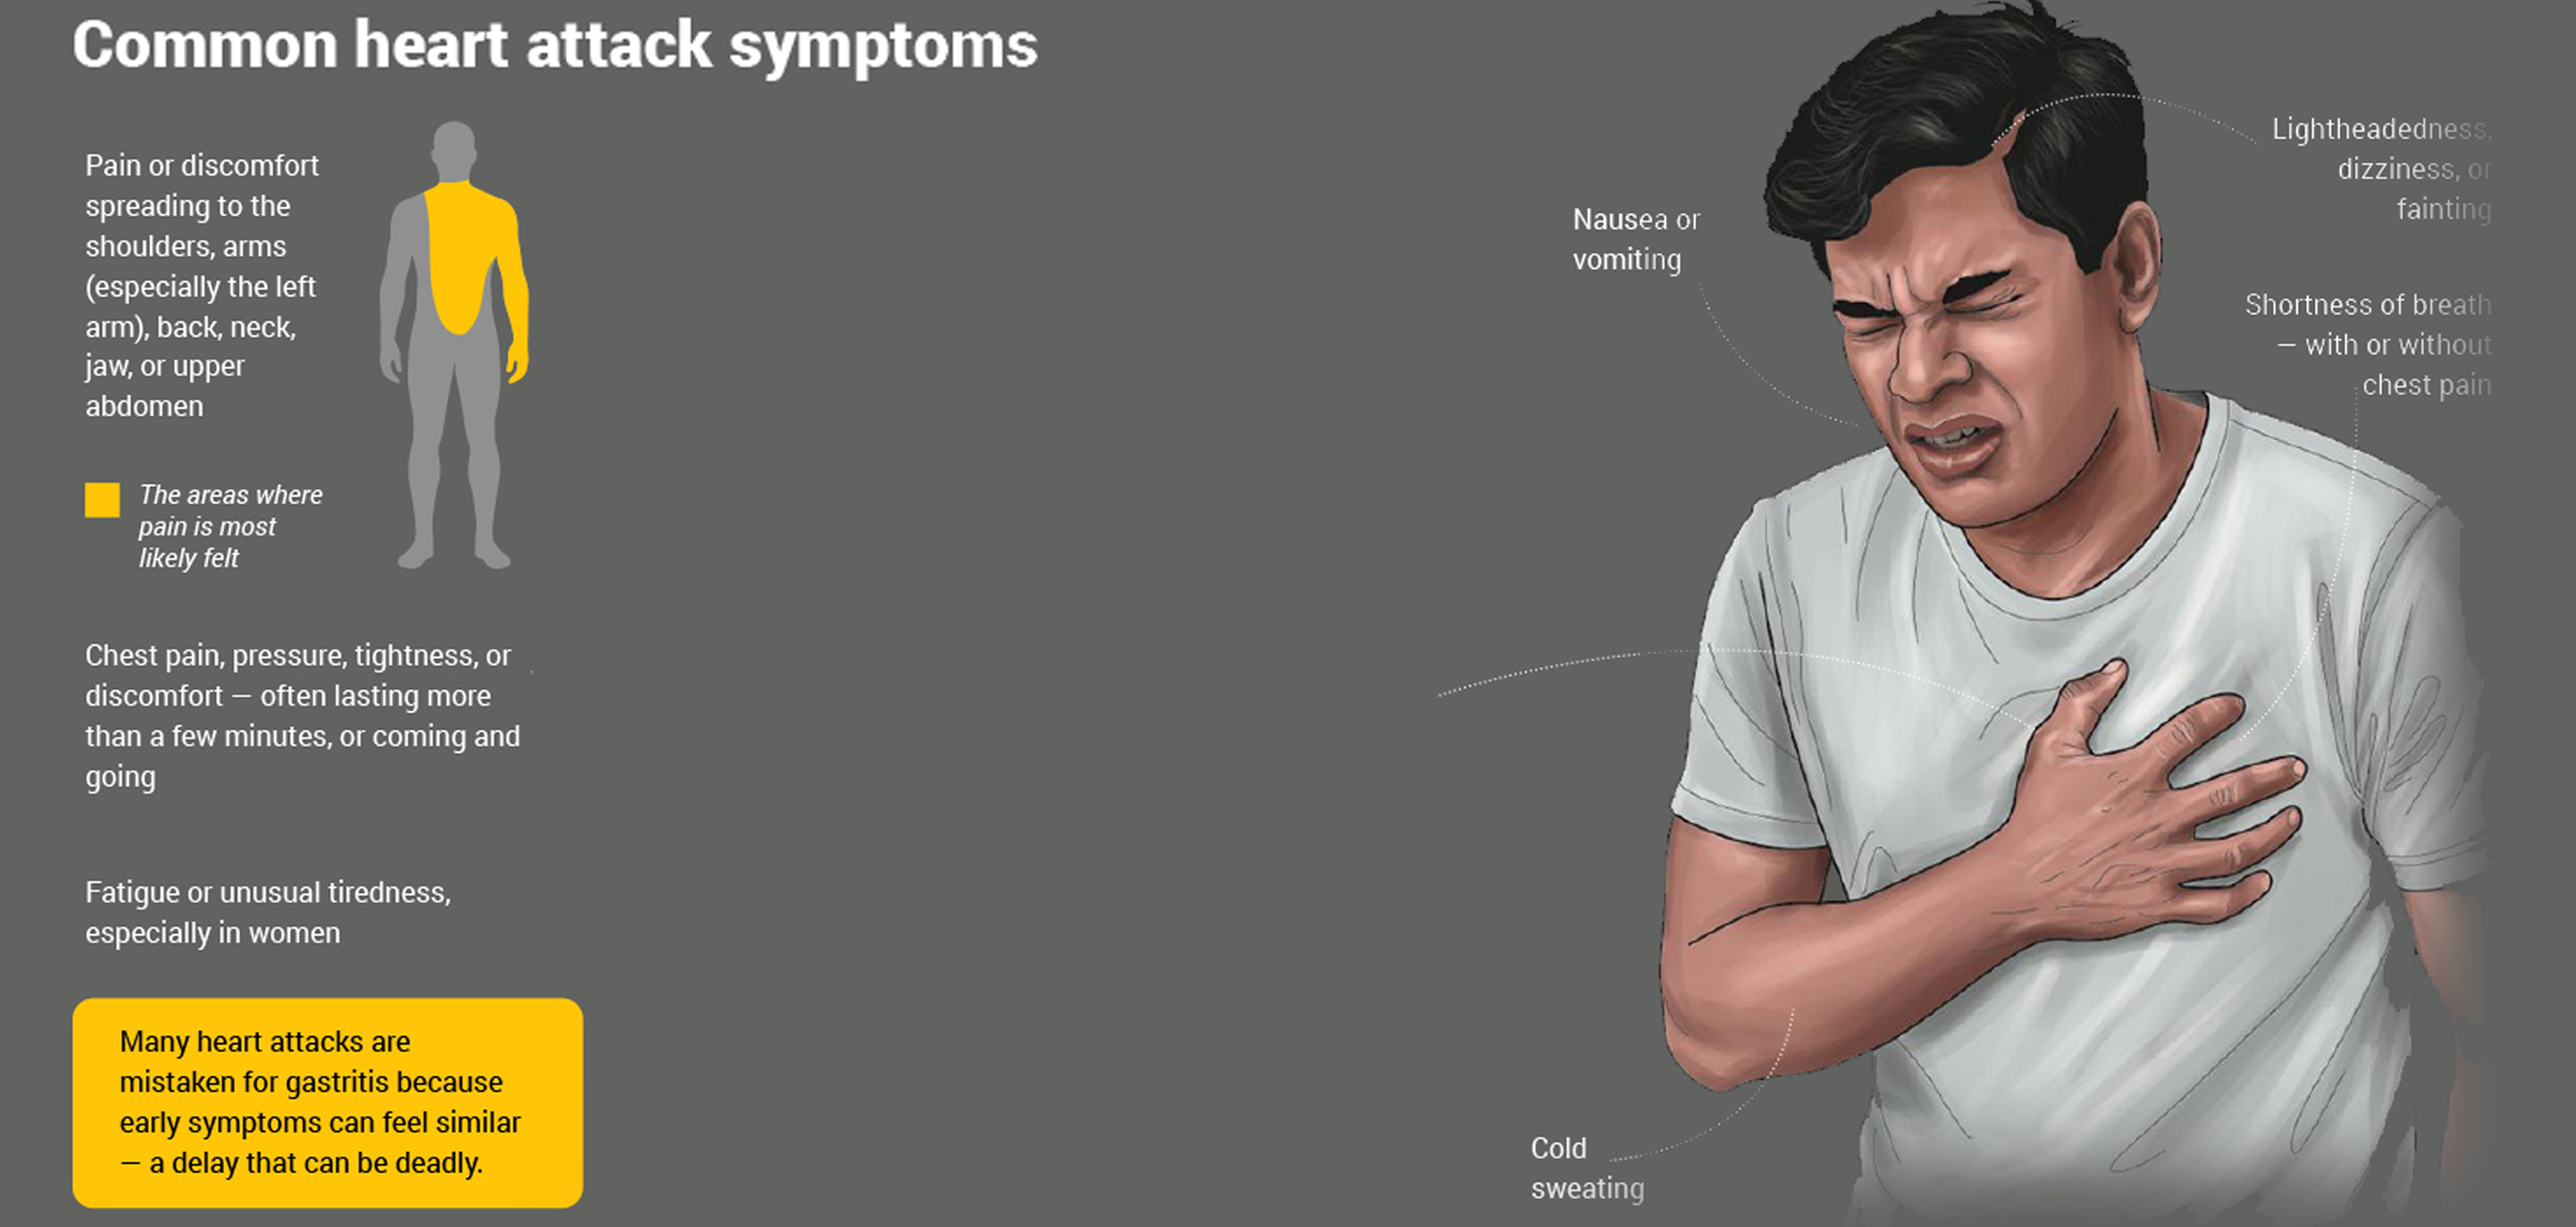 Common heart attack symptoms
Pain or discomfort
spreading to the
shoulders, arms
(especially the left
arm), back, neck,
jaw, or upper
abdomen
The areas where
pain is most
likely felt
Chest pain, pressure, tightness, or
discomfort — often lasting more
than a few minutes, or coming and
going
Fatigue or unusual tiredness,
especially in women
Many heart attacks are
mistaken for gastritis because
early symptoms can feel similar
— a delay that can be deadly.
Nausea or
vomiting
Lightheadedness,
dizziness, or
fainting
Shortness of breath
— with or without
chest pain
Cold
sweating